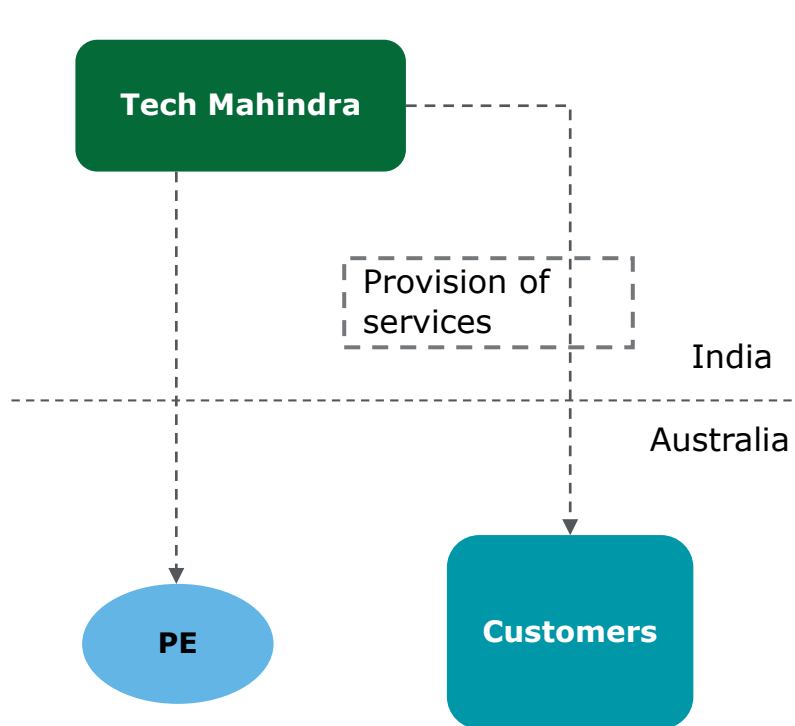 Tech Mahindra
Provision of
services
India
Australia
PE
Customers